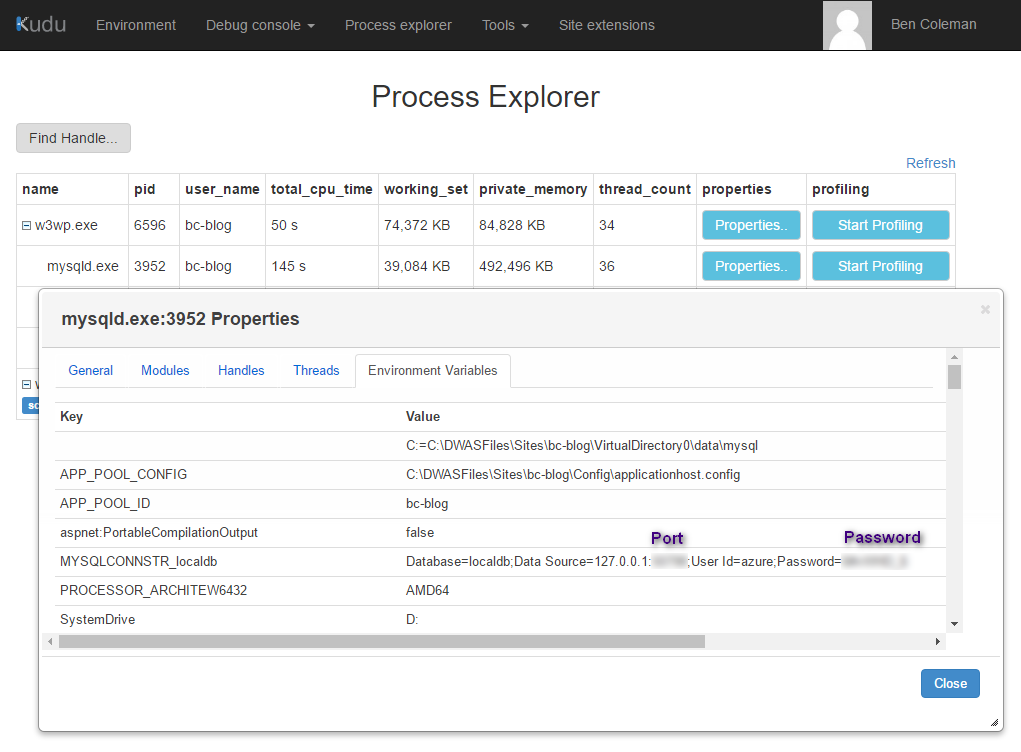 Kudu Environment Debug console Process explorer Tools Site extensions Ben Coleman
Process Explorer
Find Handle...
Refresh
name pid user_name total_cpu_time working_set private_memory thread_count properties profiling
w3wp.exe 6596 bc-blog 50 s 74,372 KB 84,828 KB 34 Properties.. Start Profiling
mysqld.exe 3952 bc-blog 145 s 39,084 KB 492,496 KB 36 Properties.. Start Profiling
mysqld.exe:3952 Properties
General Modules Handles Threads Environment Variables
Key Value
C:=C:\DWASFiles\Sites\bc-blog\VirtualDirectory0\data\mysql
APP_POOL_CONFIG C:\DWASFiles\Sites\bc-blog\Config\applicationhost.config
APP_POOL_ID bc-blog
aspnet:PortableCompilationOutput false
Port Password
MYSQLCONNSTR_localdb Database=localdb;Data Source=127.0.0.1: ;User Id=azure;Password=
PROCESSOR_ARCHITEW6432 AMD64
SystemDrive D:
Close